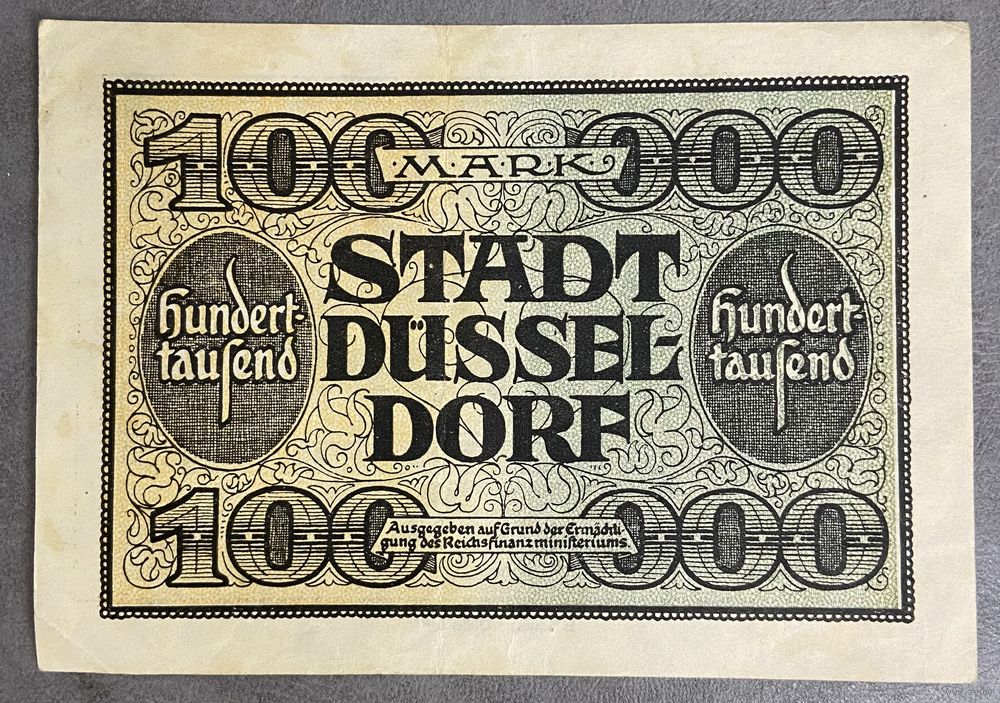 100 000
·M·A·R·K·
STADT
DÜSSEL-
DORF
hundert-
tausend
hundert-
tausend
100 000
Ausgegeben auf Grund der Ermächti-
gung des Reichsfinanzministeriums.